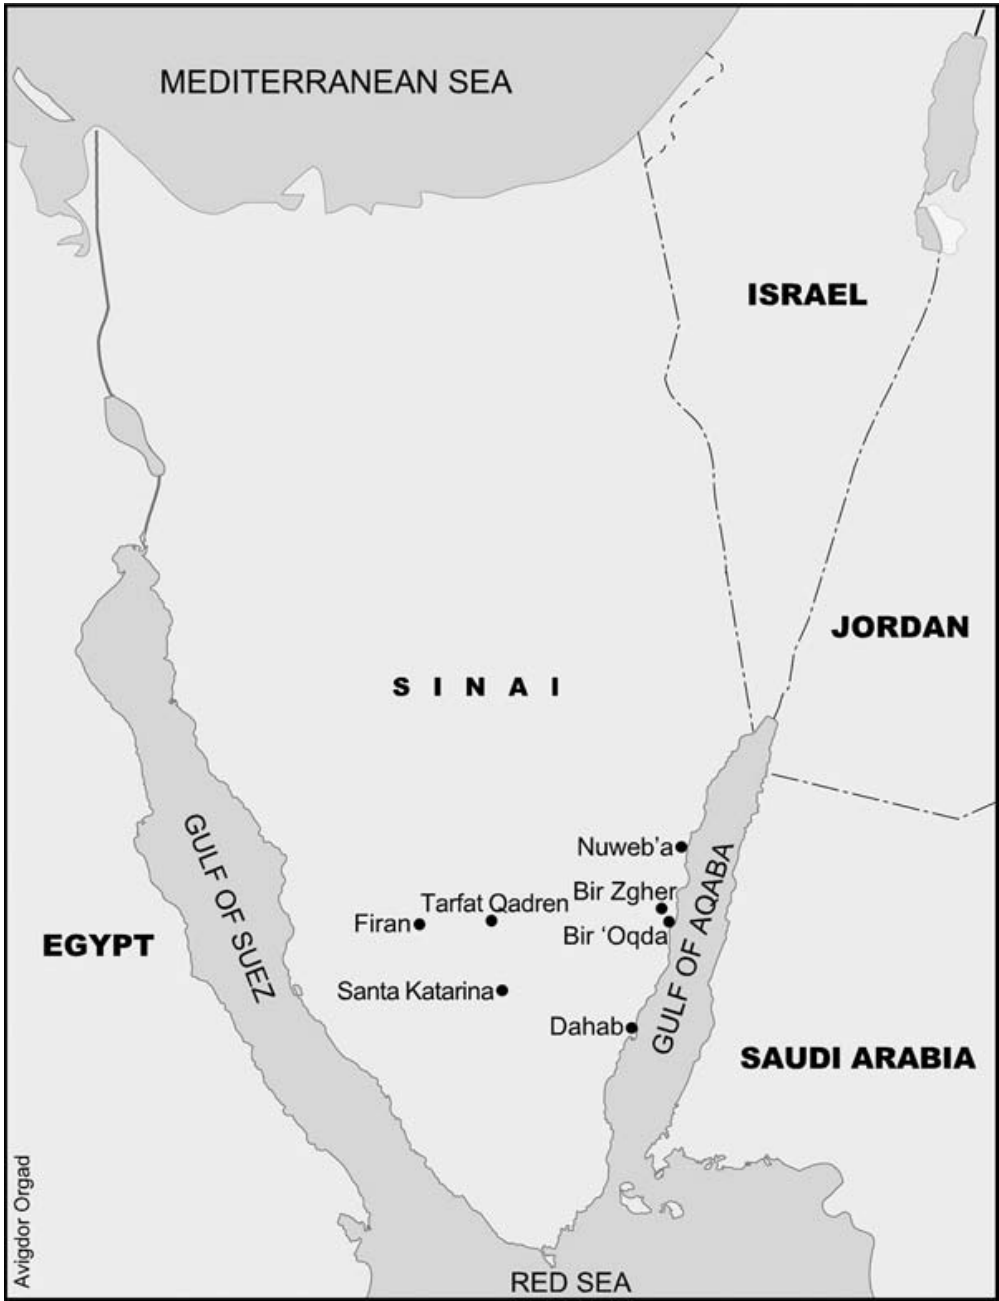 MEDITERRANEAN SEA
ISRAEL
JORDAN
S I N A I
Nuweb’a
Bir Zgher
Tarfat Qadren
Firan
Bir ‘Oqda
GULF OF SUEZ
GULF OF AQABA
EGYPT
Santa Katarina
Dahab
SAUDI ARABIA
Avigdor Orgad
RED SEA